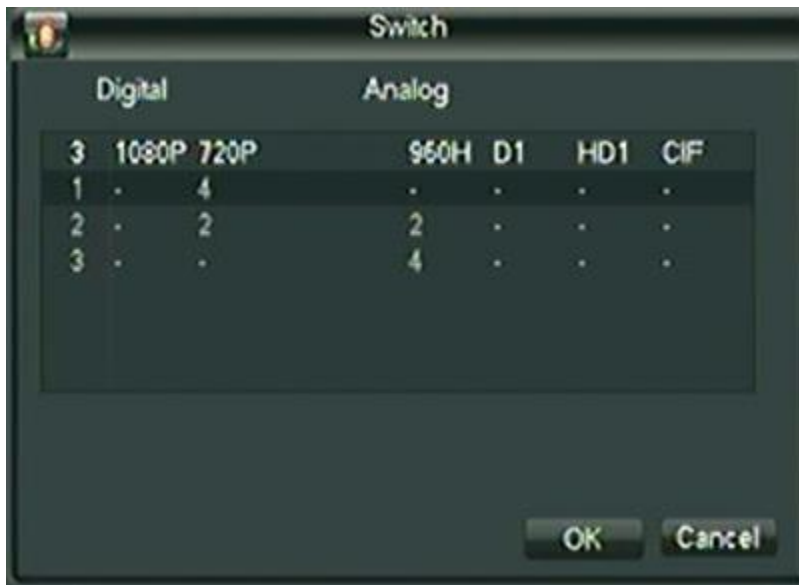 Switch
Digital Analog
3 1080P 720P 960H D1 HD1 CIF
1 - 4 - - - -
2 - 2 2 - - -
3 - - 4 - - -
OK Cancel